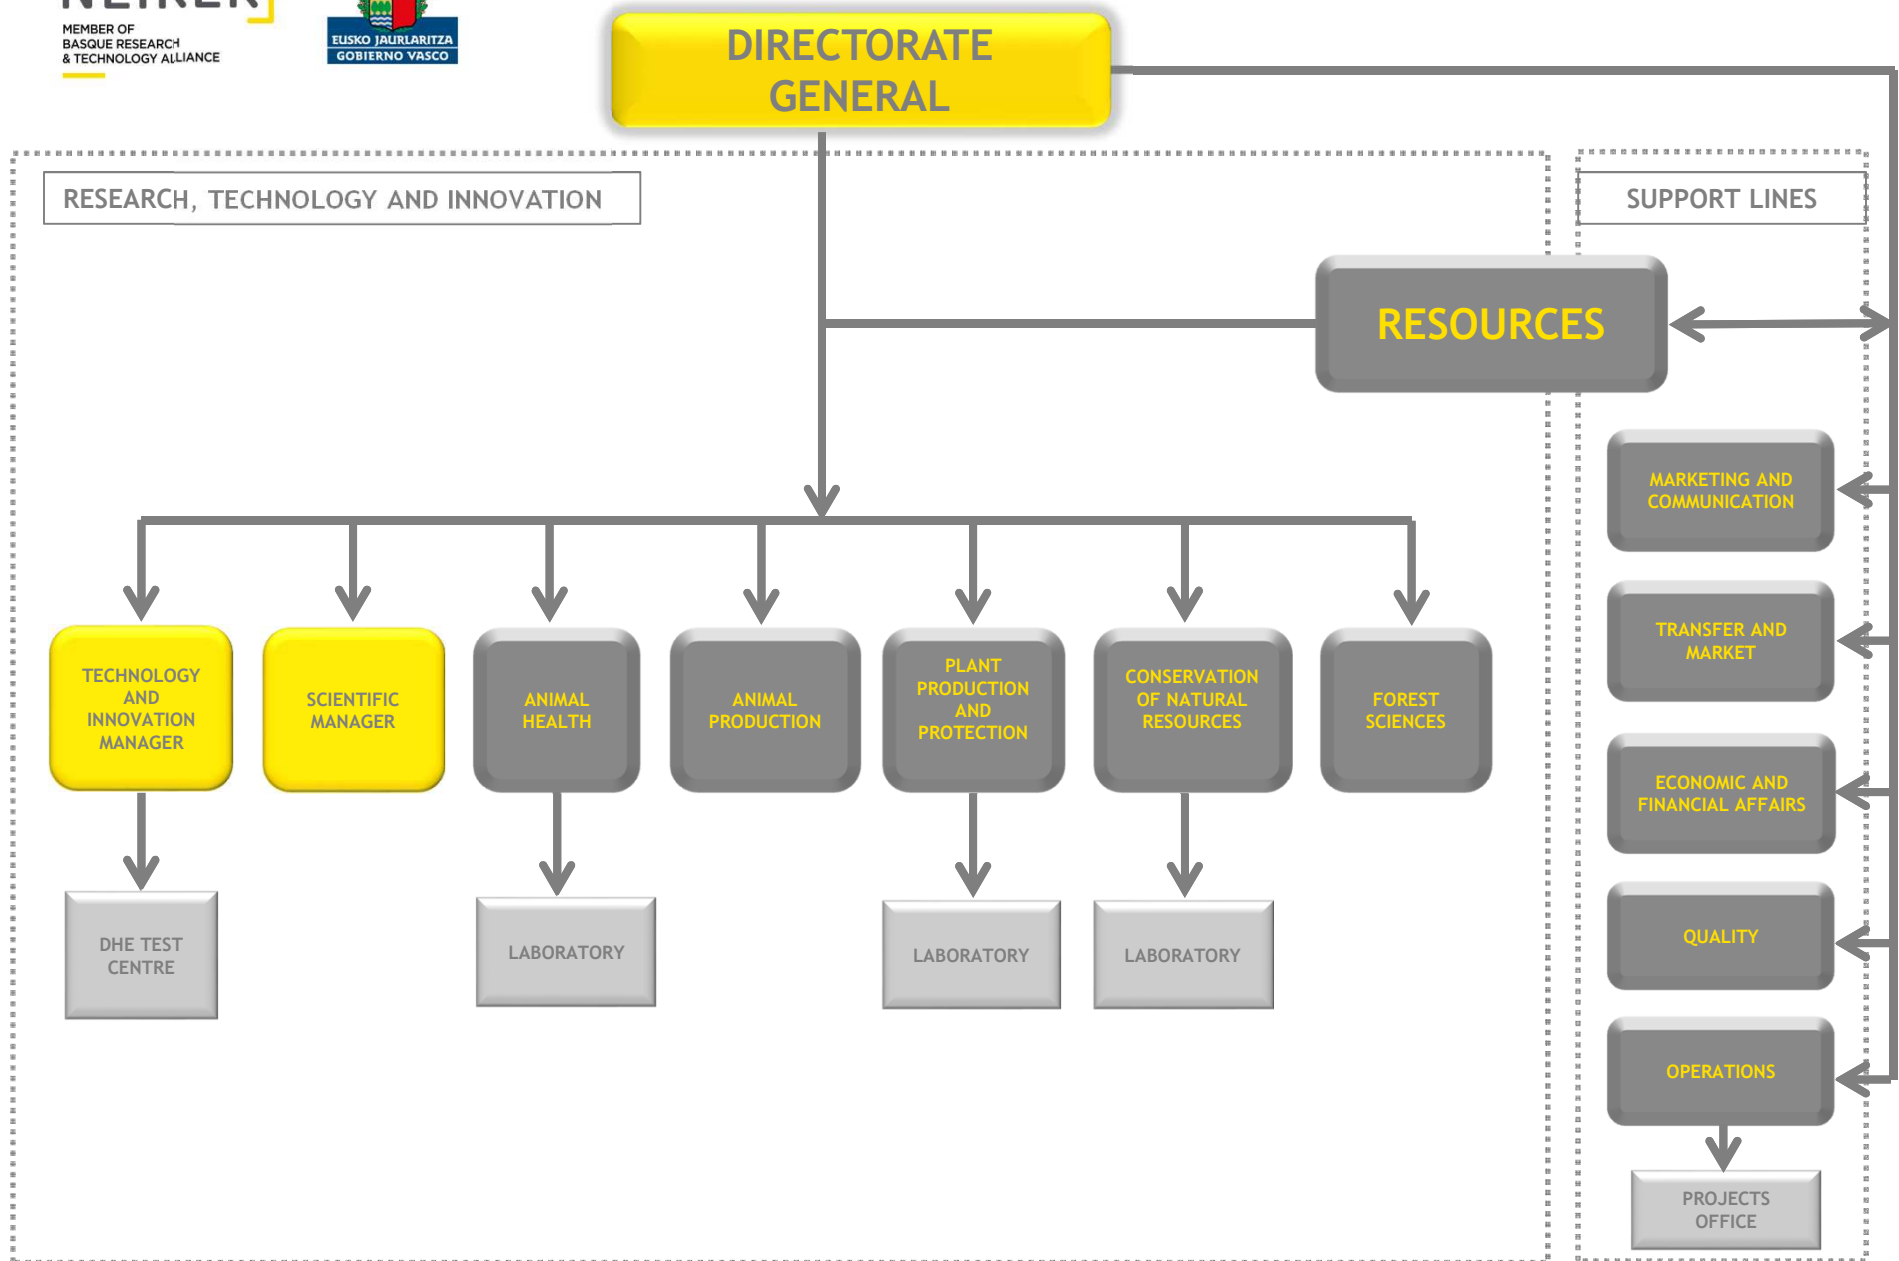 MEMBER OF
BASQUE RESEARCH
& TECHNOLOGY ALLIANCE
EUSKO JAURLARITZA
GOBIERNO VASCO
DIRECTORATE
GENERAL
RESEARCH, TECHNOLOGY AND INNOVATION
SUPPORT LINES
RESOURCES
MARKETING AND
COMMUNICATION
TRANSFER AND
MARKET
ECONOMIC AND
FINANCIAL AFFAIRS
QUALITY
OPERATIONS
PROJECTS
OFFICE
TECHNOLOGY
AND
INNOVATION
MANAGER
SCIENTIFIC
MANAGER
ANIMAL
HEALTH
ANIMAL
PRODUCTION
PLANT
PRODUCTION
AND
PROTECTION
CONSERVATION
OF NATURAL
RESOURCES
FOREST
SCIENCES
DHE TEST
CENTRE
LABORATORY
LABORATORY
LABORATORY